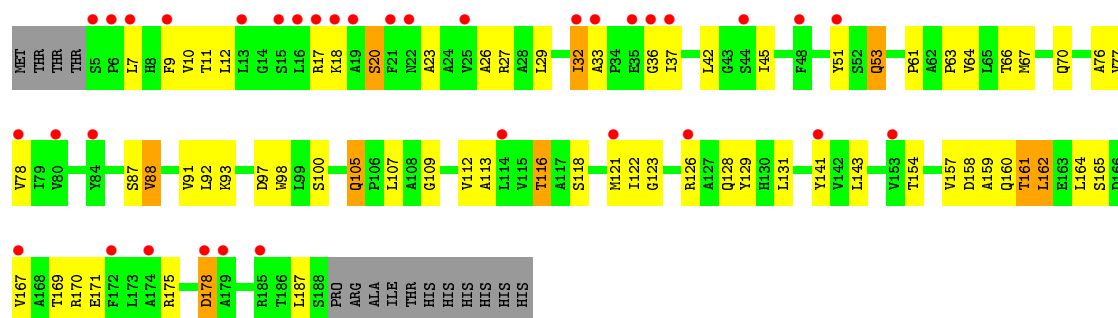 MET THR THR THR S5 P6 L7 H8 F9 V10 T11 L12 L13 G14 S15 L16 R17 K18 A19 S20 F21 N22 A23 A24 V25 A26 R27 A28 L29 I32 A33 P34 E35 G36 I37 L42 G43 S44 I45 F48 Y51 S52 Q53 P61 A62 P63 V64 L65 T66 M67 Q70 A76 V77
V78 I79 V80 Y84 S87 V88 V91 L92 K93 D97 W98 L99 S100 Q105 P106 L107 A108 G109 V112 A113 L114 V115 T116 A117 S118 M121 I122 G123 R126 A127 Q128 Y129 H130 L131 Y141 V142 L143 V153 T154 V157 D158 A159 Q160 T161 L162 E163 L164 S165 D166
V167 A168 T169 R170 E171 F172 L173 A174 R175 D178 A179 R185 T186 L187 S188 PRO ARG ALA ILE THR HIS HIS HIS HIS HIS HIS